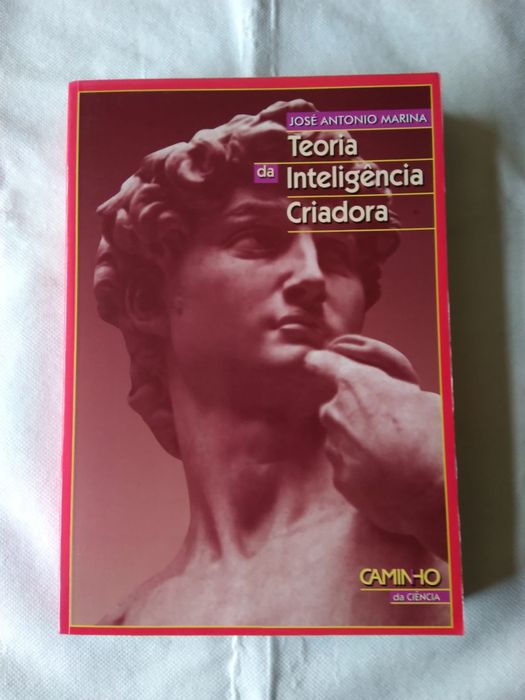 JOSÉ ANTONIO MARINA
Teoria
da Inteligência
Criadora
CAMINHO
da CIÊNCIA